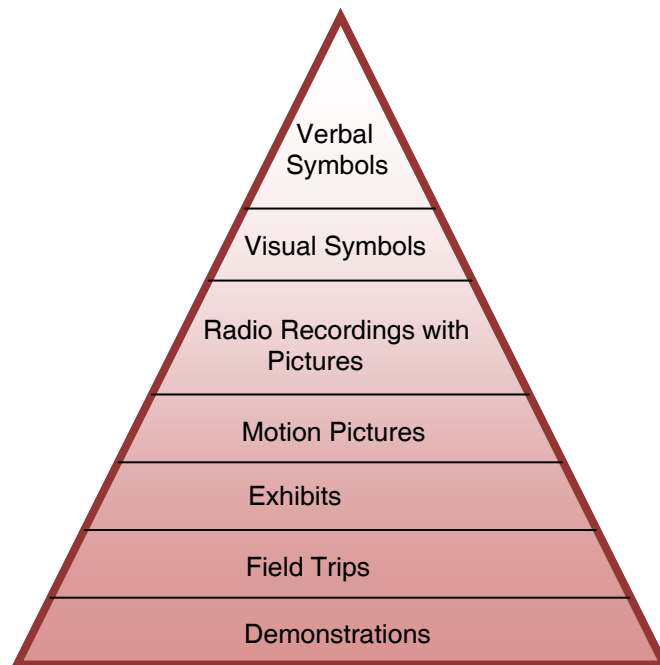 Verbal
Symbols
Visual Symbols
Radio Recordings with
Pictures
Motion Pictures
Exhibits
Field Trips
Demonstrations